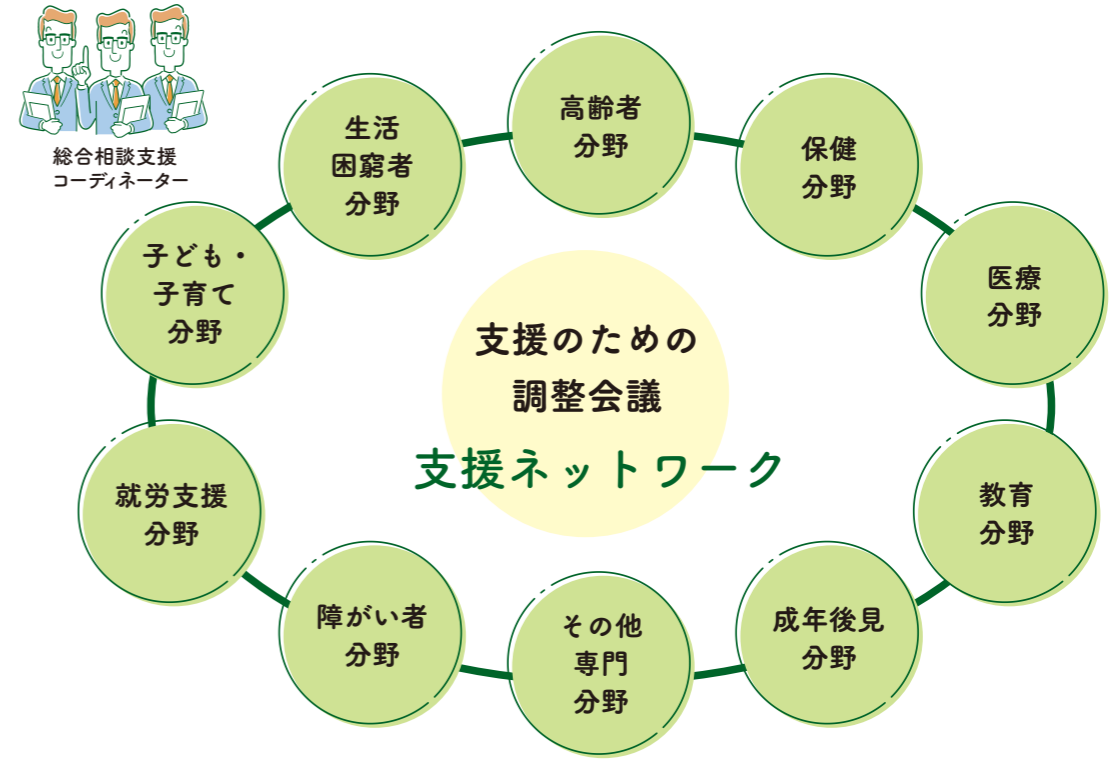 総合相談支援
コーディネーター
高齢者
分野
保健
分野
医療
分野
教育
分野
成年後見
分野
その他
専門
分野
障がい者
分野
就労支援
分野
子ども・
子育て
分野
生活
困窮者
分野
支援のための
調整会議
支援ネットワーク